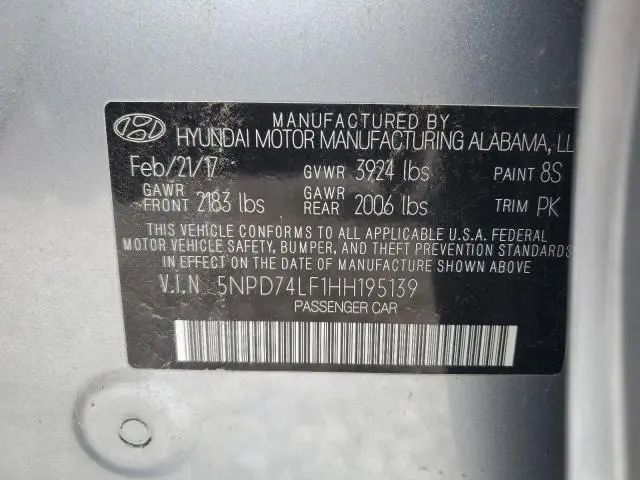 MANUFACTURED BY
HYUNDAI MOTOR MANUFACTURING ALABAMA, LL
Feb/21/17 GVWR 3924 lbs PAINT 8S
GAWR FRONT 2183 lbs GAWR REAR 2006 lbs TRIM PK
THIS VEHICLE CONFORMS TO ALL APPLICABLE U.S.A. FEDERAL
MOTOR VEHICLE SAFETY, BUMPER, AND THEFT PREVENTION STANDARDS
IN EFFECT ON THE DATE OF MANUFACTURE SHOWN ABOVE.
V.I.N 5NPD74LF1HH195139
PASSENGER CAR